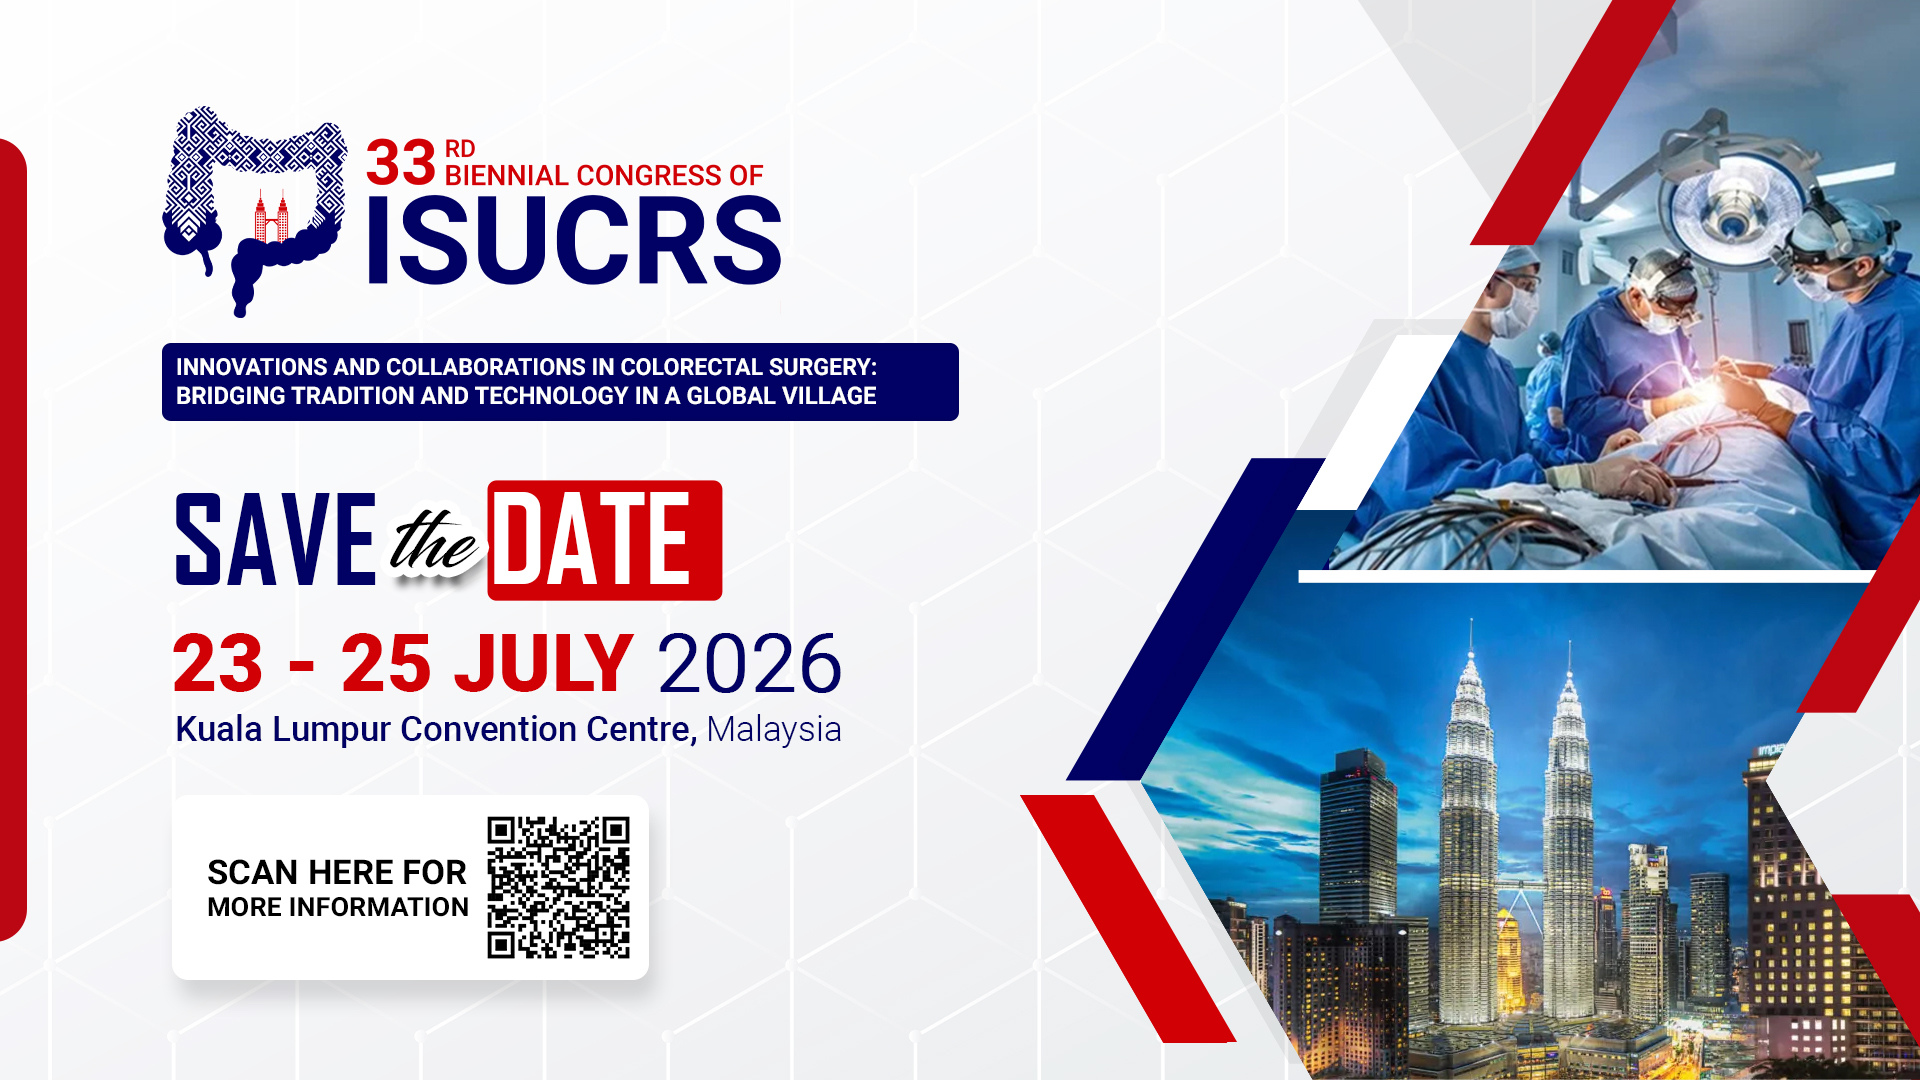 33 RD
BIENNIAL CONGRESS OF
ISUCRS
INNOVATIONS AND COLLABORATIONS IN COLORECTAL SURGERY:
BRIDGING TRADITION AND TECHNOLOGY IN A GLOBAL VILLAGE
SAVE the DATE
23 - 25 JULY 2026
Kuala Lumpur Convention Centre, Malaysia
SCAN HERE FOR
MORE INFORMATION